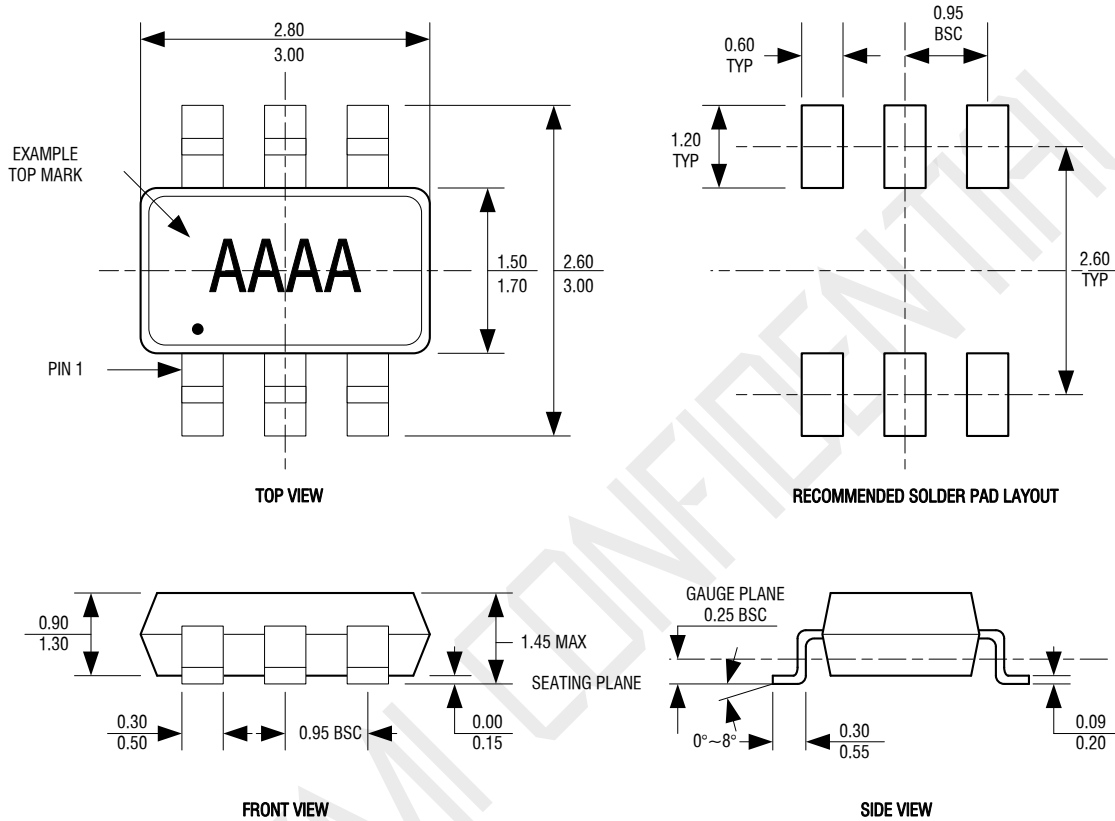 2.80
3.00
0.95
BSC
0.60
TYP
EXAMPLE
TOP MARK
1.20
TYP
AAAA
1.50
1.70
2.60
3.00
2.60
TYP
PIN 1
TOP VIEW
RECOMMENDED SOLDER PAD LAYOUT
GAUGE PLANE
0.25 BSC
0.90
1.30
1.45 MAX
SEATING PLANE
0.30
0.50
0.95 BSC
0.00
0.15
0°~8°
0.30
0.55
0.09
0.20
FRONT VIEW
SIDE VIEW
MI CONFIDENTIAL